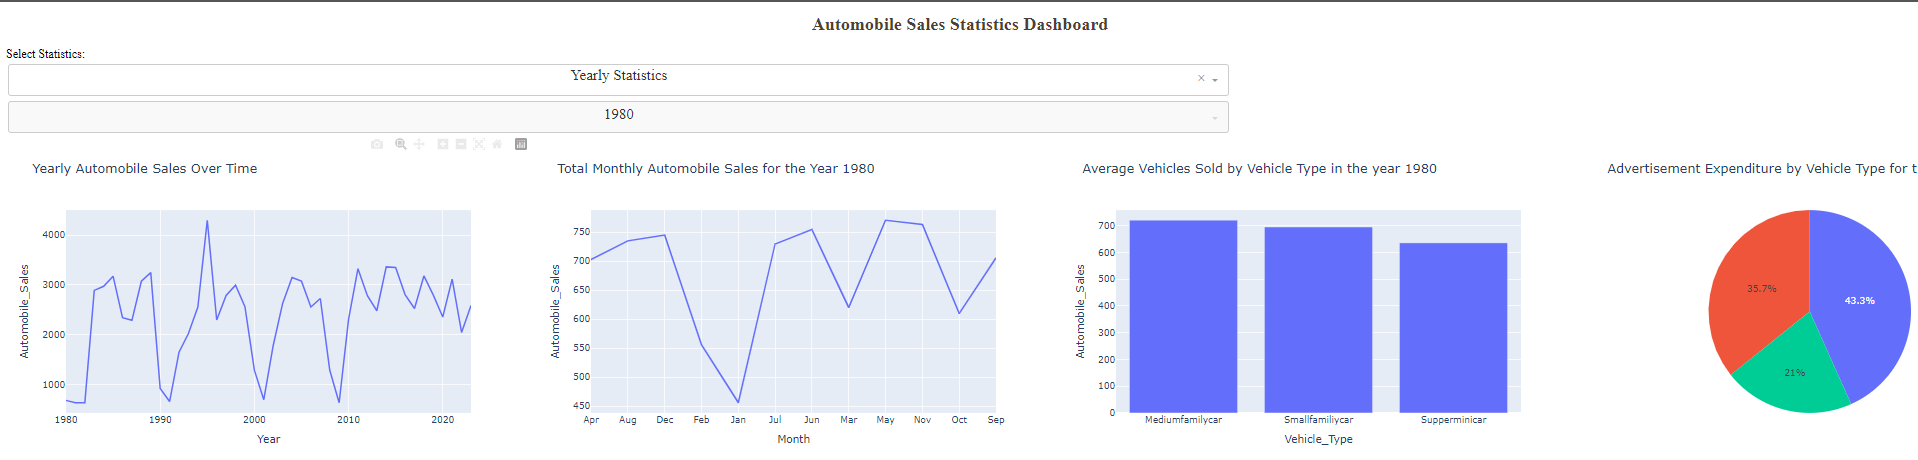 Automobile Sales Statistics Dashboard
Select Statistics:
Yearly Statistics
×
1980
Yearly Automobile Sales Over Time
Automobile_Sales
4000
3000
2000
1000
1980 1990 2000 2010 2020
Year
Total Monthly Automobile Sales for the Year 1980
Automobile_Sales
750
700
650
600
550
500
450
Apr Aug Dec Feb Jan Jul Jun Mar May Nov Oct Sep
Month
Average Vehicles Sold by Vehicle Type in the year 1980
Automobile_Sales
700
600
500
400
300
200
100
0
Mediumfamilycar Smallfamiliycar Supperminicar
Vehicle_Type
Advertisement Expenditure by Vehicle Type for t
35.7%
43.3%
21%